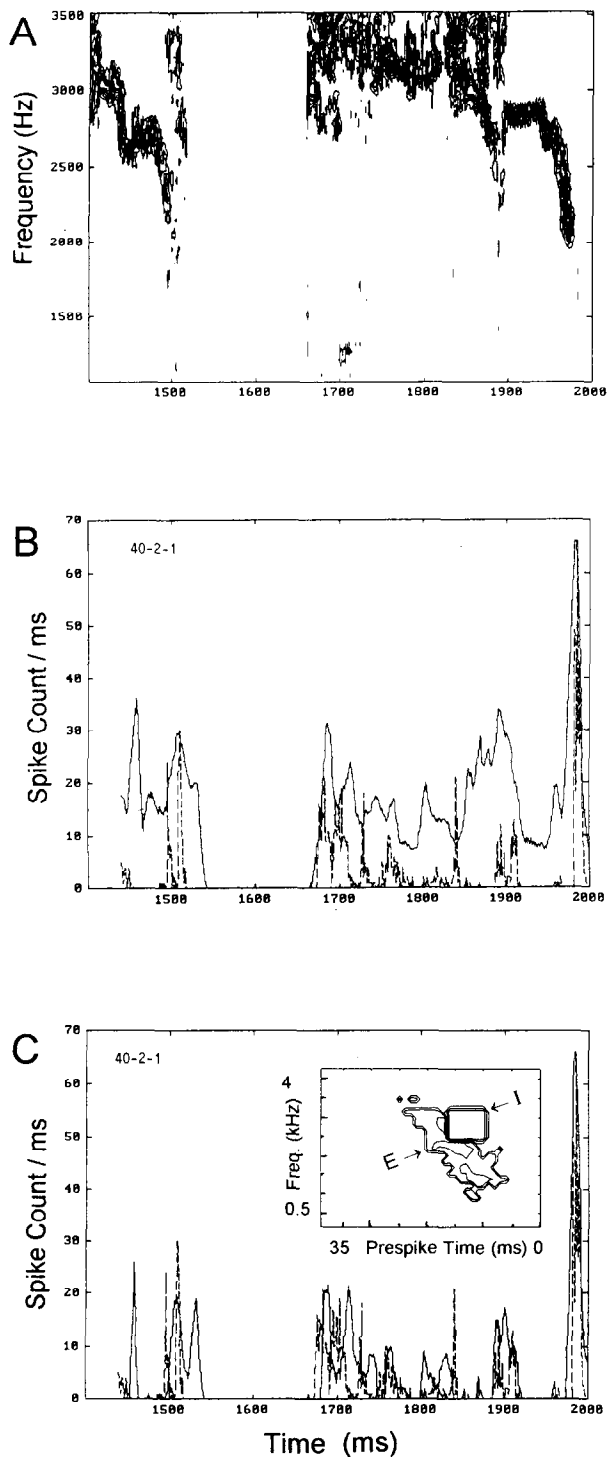 A
Frequency (Hz)
3500
3000
2500
2000
1500
1500 1600 1700 1800 1900 2000
B
40-2-1
Spike Count / ms
70
60
50
40
30
20
10
0
1500 1600 1700 1800 1900 2000
C
40-2-1
Spike Count / ms
70
60
50
40
30
20
10
0
4
Freq. (kHz)
0.5
I
E
35 Prespike Time (ms) 0
1500 1600 1700 1800 1900 2000
Time (ms)